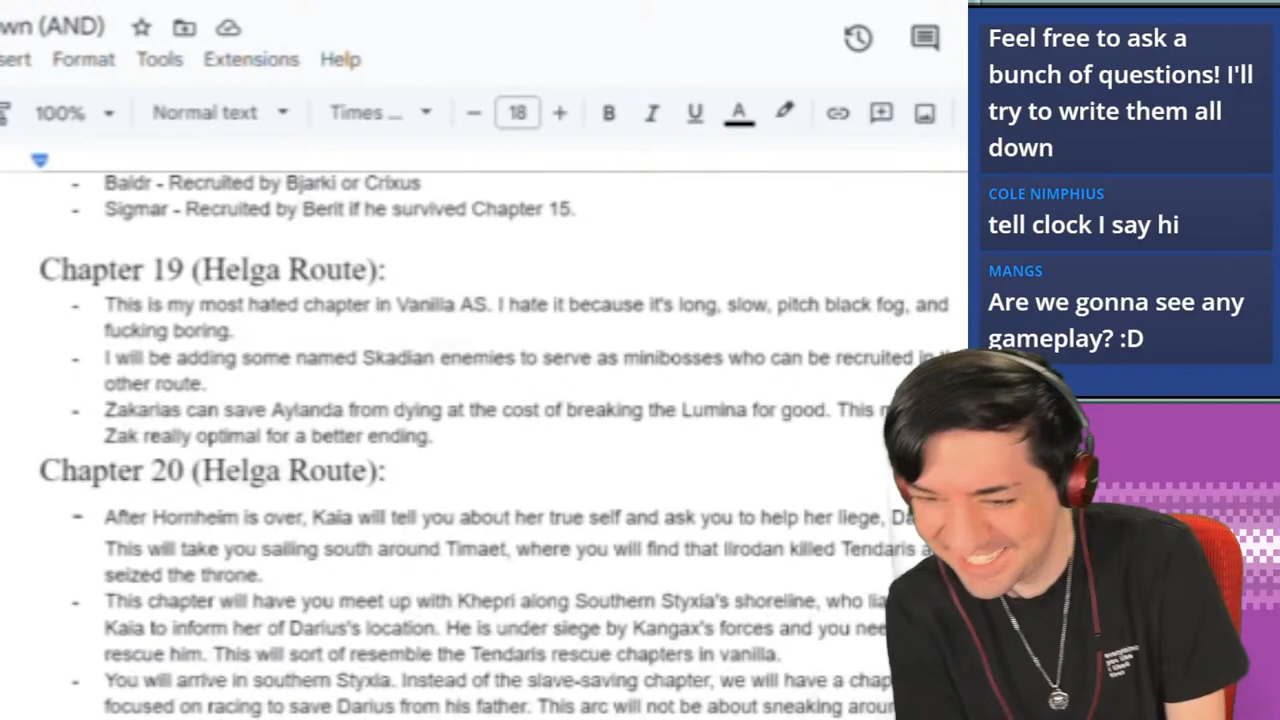 wn (AND)
sert Format Tools Extensions Help
100% Normal text Times ... 18 B I U A
- Baldr - Recruited by Bjarki or Crixus
- Sigmar - Recruited by Berit if he survived Chapter 15.
Chapter 19 (Helga Route):
- This is my most hated chapter in Vanilla AS. I hate it because it's long, slow, pitch black fog, and
fucking boring.
- I will be adding some named Skadian enemies to serve as minibosses who can be recruited in
other route.
- Zakarias can save Aylanda from dying at the cost of breaking the Lumina for good. This
Zak really optimal for a better ending.
Chapter 20 (Helga Route):
- After Hornheim is over, Kaia will tell you about her true self and ask you to help her liege,
This will take you sailing south around Timaet, where you will find that Ilrodan killed Tendaris
seized the throne.
- This chapter will have you meet up with Khepri along Southern Styxia's shoreline, who
Kaia to inform her of Darius's location. He is under siege by Kangax's forces and you
rescue him. This will sort of resemble the Tendaris rescue chapters in vanilla.
- You will arrive in southern Styxia. Instead of the slave-saving chapter, we will have a
focused on racing to save Darius from his father. This arc will not be about sneaking
Feel free to ask a
bunch of questions! I'll
try to write them all
down
COLE NIMPHIUS
tell clock I say hi
MANGS
Are we gonna see any
gameplay? :D